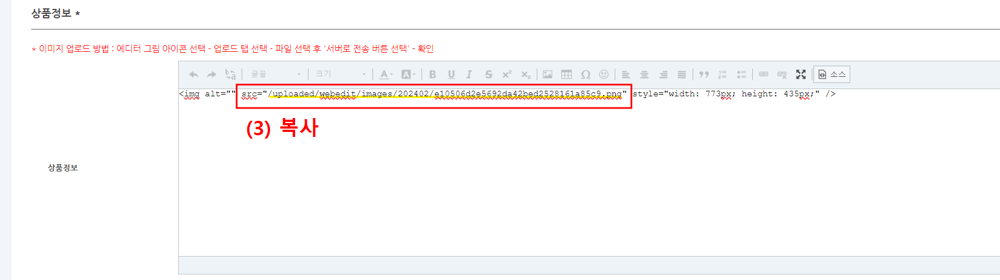 상품정보 *
* 이미지 업로드 방법 : 에디터 그림 아이콘 선택 - 업로드 탭 선택 - 파일 선택 후 '서버로 전송 버튼 선택' - 확인
글꼴 크기 소스
<img alt="" src="/uploaded/webedit/images/202402/e10506d2e5692da42bed2528161a85c9.png" style="width: 773px; height: 435px;" />
(3) 복사
상품정보